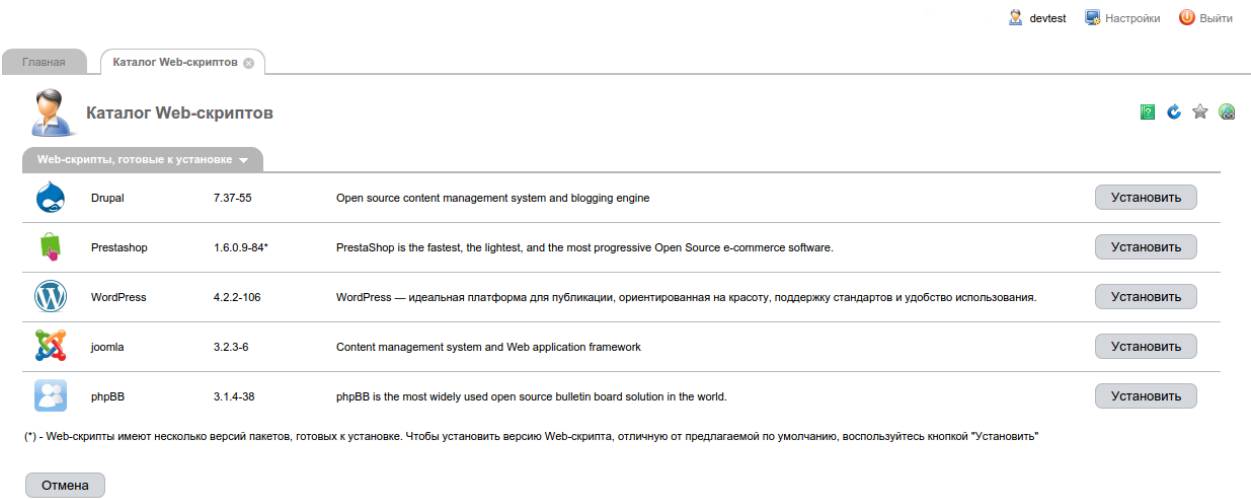 devtest Настройки Выйти
Главная Каталог Web-скриптов
Каталог Web-скриптов
Web-скрипты, готовые к установке
Drupal 7.37-55 Open source content management system and blogging engine Установить
Prestashop 1.6.0.9-84* PrestaShop is the fastest, the lightest, and the most progressive Open Source e-commerce software. Установить
WordPress 4.2.2-106 WordPress — идеальная платформа для публикации, ориентированная на красоту, поддержку стандартов и удобство использования. Установить
joomla 3.2.3-6 Content management system and Web application framework Установить
phpBB 3.1.4-38 phpBB is the most widely used open source bulletin board solution in the world. Установить
(*) - Web-скрипты имеют несколько версий пакетов, готовых к установке. Чтобы установить версию Web-скрипта, отличную от предлагаемой по умолчанию, воспользуйтесь кнопкой "Установить"
Отмена